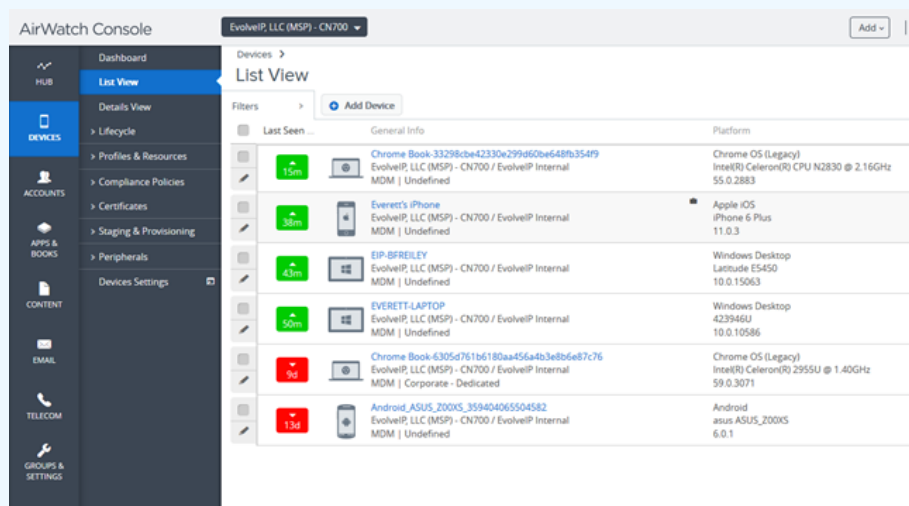 AirWatch Console
EvolveIP, LLC (MSP) - CN700
Add
HUB
DEVICES
ACCOUNTS
APPS &
BOOKS
CONTENT
EMAIL
TELECOM
GROUPS &
SETTINGS
Dashboard
List View
Details View
> Lifecycle
> Profiles & Resources
> Compliance Policies
> Certificates
> Staging & Provisioning
> Peripherals
Devices Settings
Devices >
List View
Filters >
Add Device
Last Seen ...
General Info
Platform
15m
Chrome Book-33298cbe42330e299d60be648fb354f9
EvolveIP, LLC (MSP) - CN700 / EvolveIP Internal
MDM | Undefined
Chrome OS (Legacy)
Intel(R) Celeron(R) CPU N2830 @ 2.16GHz
55.0.2883
38m
Everett's iPhone
EvolveIP, LLC (MSP) - CN700 / EvolveIP Internal
MDM | Undefined
Apple iOS
iPhone 6 Plus
11.0.3
43m
EIP-BFREILEY
EvolveIP, LLC (MSP) - CN700 / EvolveIP Internal
MDM | Undefined
Windows Desktop
Latitude E5450
10.0.15063
50m
EVERETT-LAPTOP
EvolveIP, LLC (MSP) - CN700 / EvolveIP Internal
MDM | Undefined
Windows Desktop
423946U
10.0.10586
9d
Chrome Book-6305d761b6180aa456a4b3e8b6e87c76
EvolveIP, LLC (MSP) - CN700 / EvolveIP Internal
MDM | Corporate - Dedicated
Chrome OS (Legacy)
Intel(R) Celeron(R) 2955U @ 1.40GHz
59.0.3071
13d
Android_ASUS_Z00XS_359404065504582
EvolveIP, LLC (MSP) - CN700 / EvolveIP Internal
MDM | Undefined
Android
asus ASUS_Z00XS
6.0.1